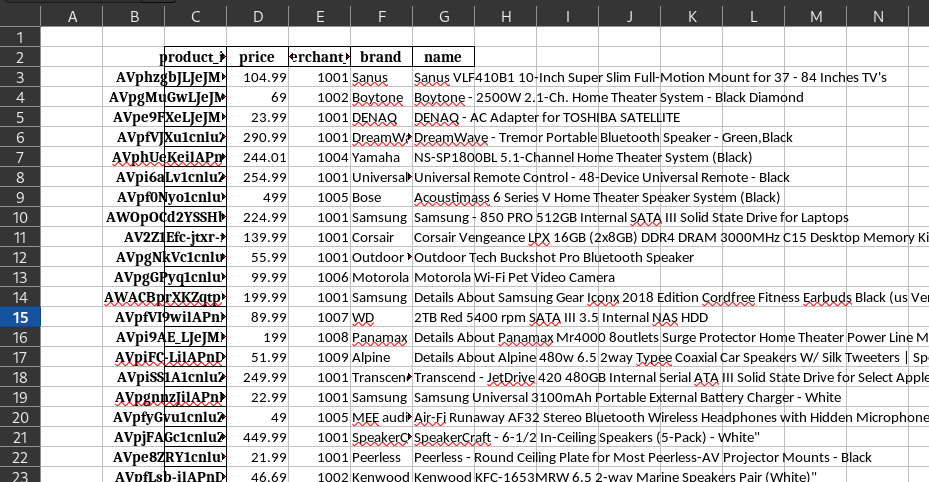 A B C D E F G H I J K L M N
1
2 product_i price erchant_ brand name
3 AVphzgbJLJeJM 104.99 1001 Sanus Sanus VLF410B1 10-Inch Super Slim Full-Motion Mount for 37 - 84 Inches TV's
4 AVpgMuGwLJeJM 69 1002 Boytone Boytone - 2500W 2.1-Ch. Home Theater System - Black Diamond
5 AVpe9FXeLJeJM 23.99 1001 DENAQ DENAQ - AC Adapter for TOSHIBA SATELLITE
6 AVpfVJXu1cnluZ 290.99 1001 DreamWa DreamWave - Tremor Portable Bluetooth Speaker - Green,Black
7 AVphUeKeilAPn 244.01 1004 Yamaha NS-SP1800BL 5.1-Channel Home Theater System (Black)
8 AVpi6aLv1cnluZ 254.99 1001 Universal Universal Remote Control - 48-Device Universal Remote - Black
9 AVpf0Nyo1cnlu 499 1005 Bose Acoustimass 6 Series V Home Theater Speaker System (Black)
10 AWOpOCd2YSSH 224.99 1001 Samsung Samsung - 850 PRO 512GB Internal SATA III Solid State Drive for Laptops
11 AV2Z1Efc-jtxr- 139.99 1001 Corsair Corsair Vengeance LPX 16GB (2x8GB) DDR4 DRAM 3000MHz C15 Desktop Memory Ki
12 AVpgNkVc1cnlu 55.99 1001 Outdoor Outdoor Tech Buckshot Pro Bluetooth Speaker
13 AVpgGPyq1cnlu 99.99 1006 Motorola Motorola Wi-Fi Pet Video Camera
14 AWACBprXKZqtp 199.99 1001 Samsung Details About Samsung Gear Iconx 2018 Edition Cordfree Fitness Earbuds Black (us Ver
15 AVpfVI9wilAPn 89.99 1007 WD 2TB Red 5400 rpm SATA III 3.5 Internal NAS HDD
16 AVpi9AE_LJeJM 199 1008 Panamax Details About Panamax Mr4000 8outlets Surge Protector Home Theater Power Line M
17 AVpiFC-LilAPnD 51.99 1009 Alpine Details About Alpine 480w 6.5 2way Typee Coaxial Car Speakers W/ Silk Tweeters | Spe
18 AVpiSS1A1cnluZ 249.99 1001 Transcen Transcend - JetDrive 420 480GB Internal Serial ATA III Solid State Drive for Select Apple
19 AVpgnnzJilAPn 22.99 1001 Samsung Samsung Universal 3100mAh Portable External Battery Charger - White
20 AVpfyGvu1cnluZ 49 1005 MEE audi Air-Fi Runaway AF32 Stereo Bluetooth Wireless Headphones with Hidden Microphone
21 AVpjFAGc1cnluZ 449.99 1001 SpeakerC SpeakerCraft - 6-1/2 In-Ceiling Speakers (5-Pack) - White"
22 AVpe8ZRY1cnlu 21.99 1001 Peerless Peerless - Round Ceiling Plate for Most Peerless-AV Projector Mounts - Black
23 AVpfLsb-ilAPnD 46.69 1002 Kenwood Kenwood KFC-1653MRW 6.5 2-way Marine Speakers Pair (White)"